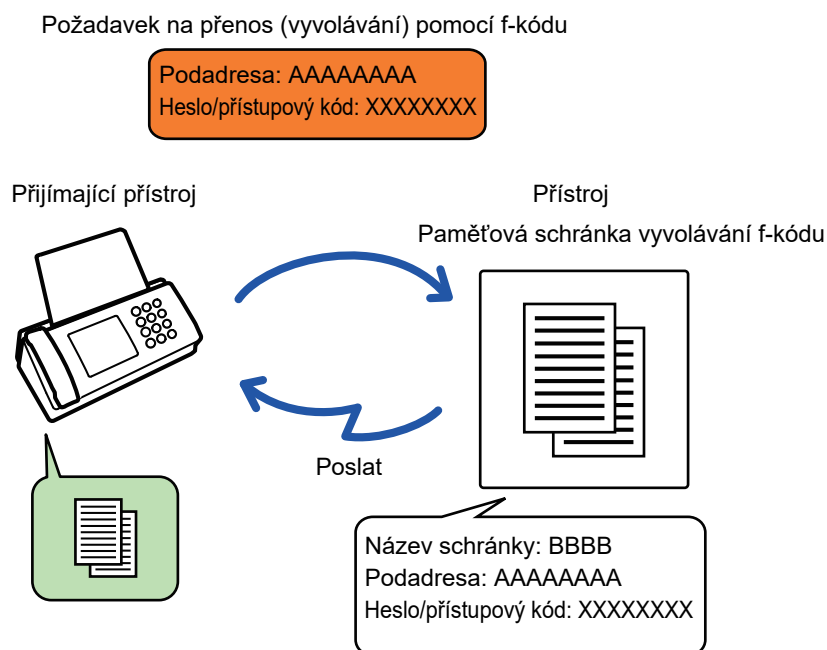 Požadavek na přenos (vyvolávání) pomocí f-kódu
Podadresa: AAAAAAAA
Heslo/přístupový kód: XXXXXXXX
Přijímající přístroj
Přístroj
Paměťová schránka vyvolávání f-kódu
Poslat
Název schránky: BBBB
Podadresa: AAAAAAAA
Heslo/přístupový kód: XXXXXXXX